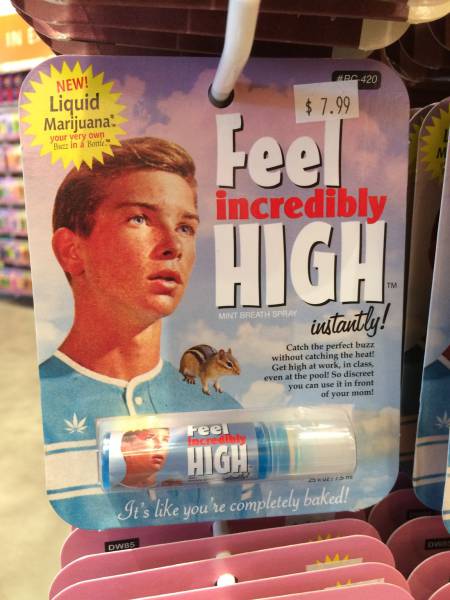 IN E
#BC-420
$ 7.99
NEW!
Liquid
Marijuana*
your very own
Buzz in a Bottle.™
Feel
incredibly
HIGH™
MINT BREATH SPRAY
instantly!
Catch the perfect buzz
without catching the heat!
Get high at work, in class,
even at the pool! So discreet
you can use it in front
of your mom!
Feel
incredibly
HIGH
instantly
It's like you're completely baked!
DW85